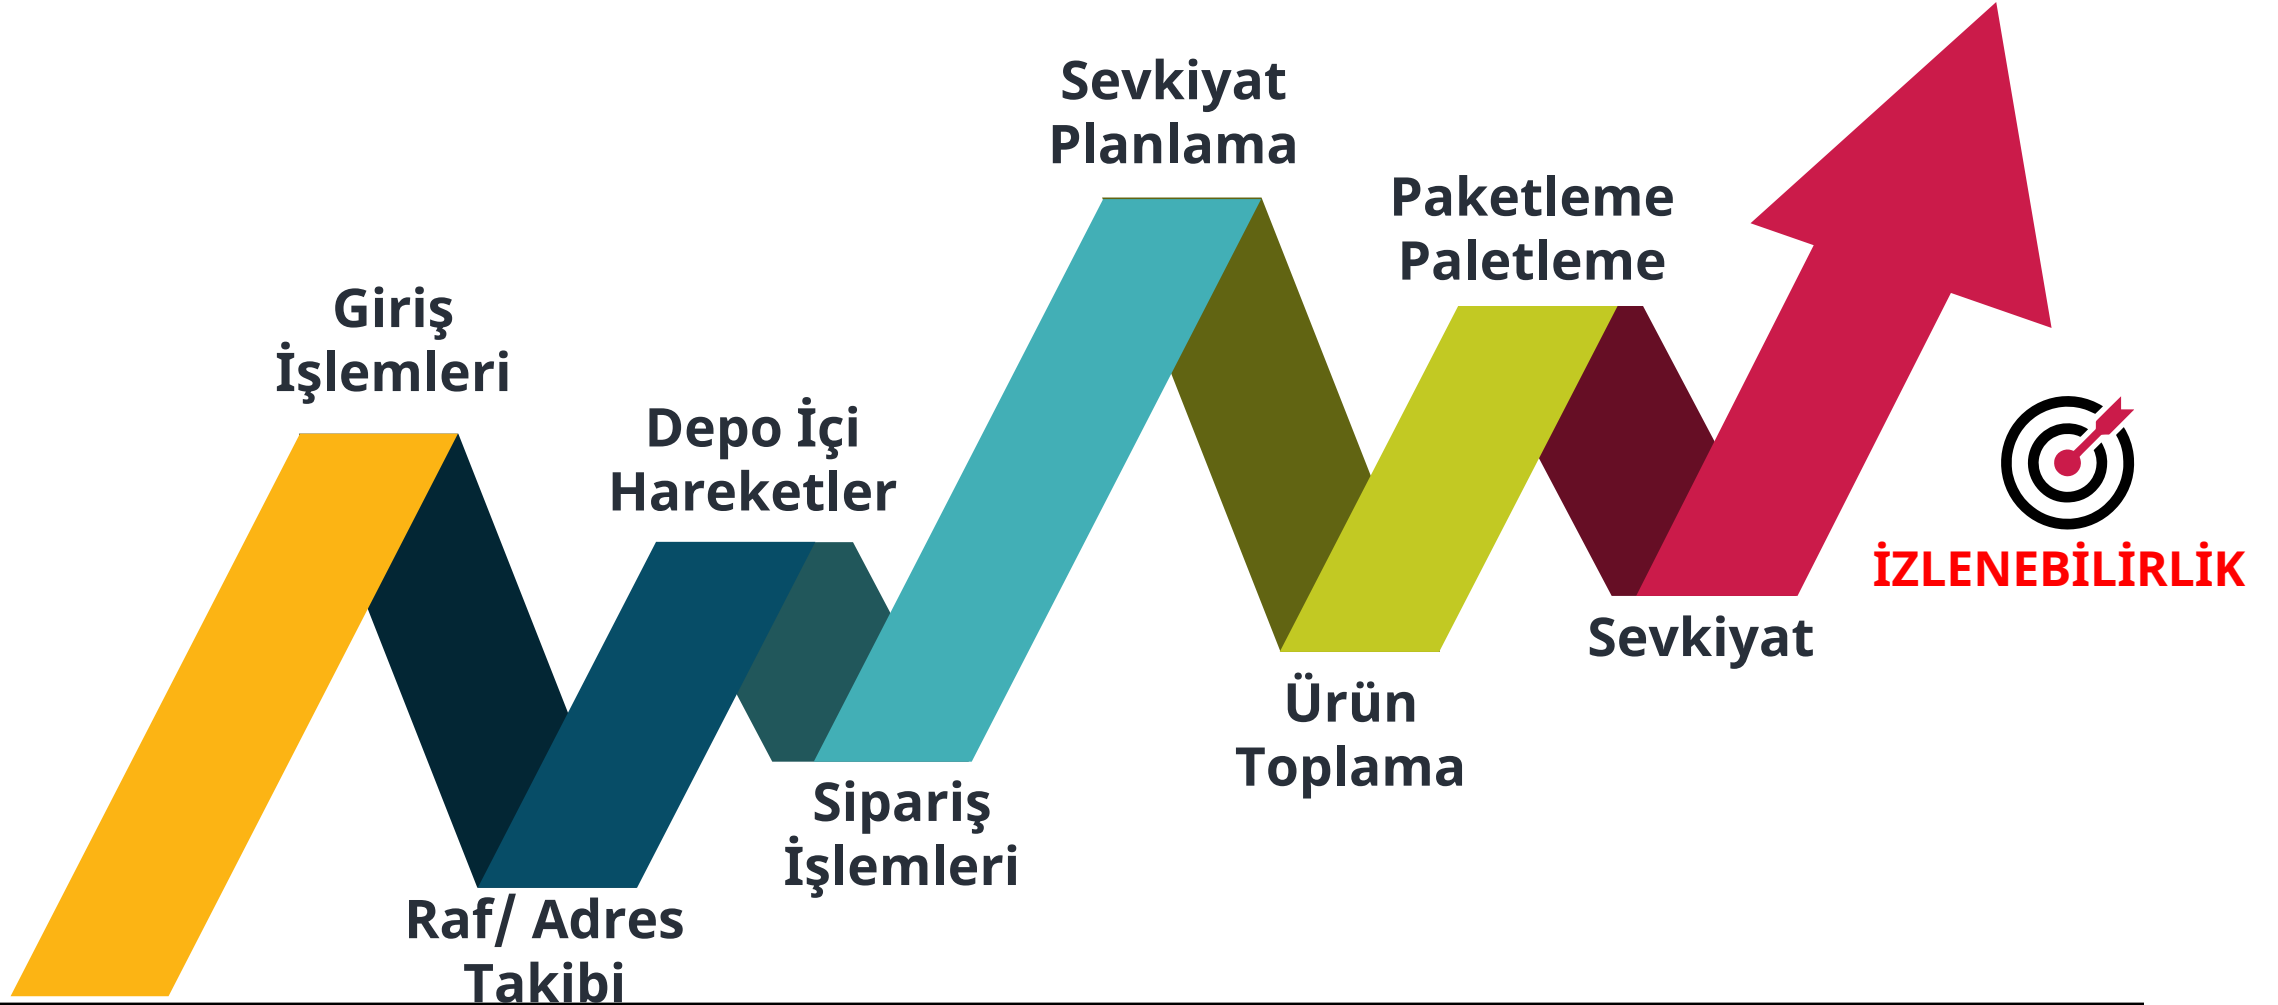 Giriş
İşlemleri
Raf/ Adres
Takibi
Depo İçi
Hareketler
Sipariş
İşlemleri
Sevkiyat
Planlama
Ürün
Toplama
Paketleme
Paletleme
Sevkiyat
İZLENEBİLİRLİK